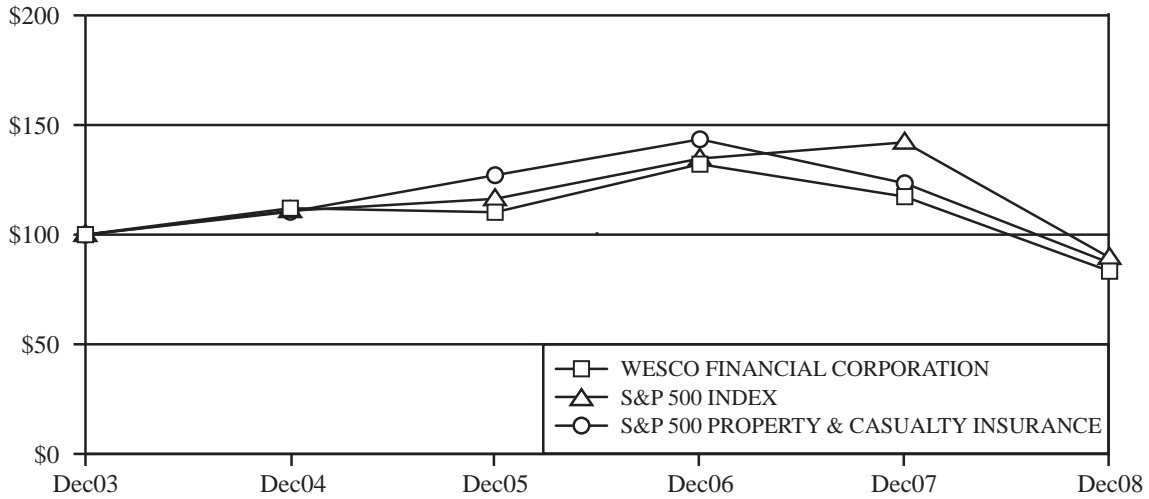 $200
$150
$100
$50
$0
WESCO FINANCIAL CORPORATION
S&P 500 INDEX
S&P 500 PROPERTY & CASUALTY INSURANCE
Dec03 Dec04 Dec05 Dec06 Dec07 Dec08